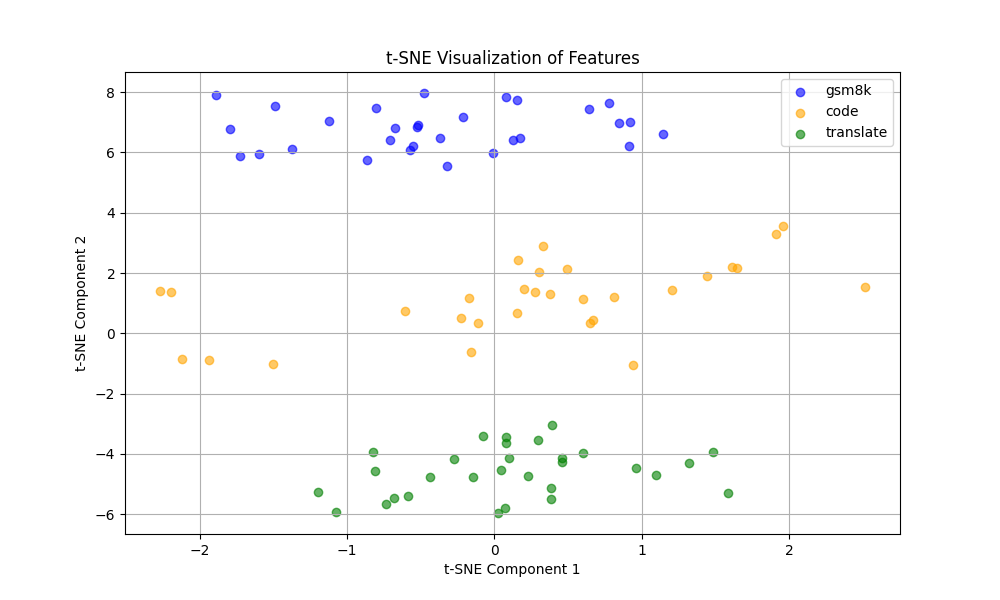 t-SNE Visualization of Features
gsm8k
code
translate
8
6
4
2
0
−2
−4
−6
t-SNE Component 2
−2
−1
0
1
2
t-SNE Component 1